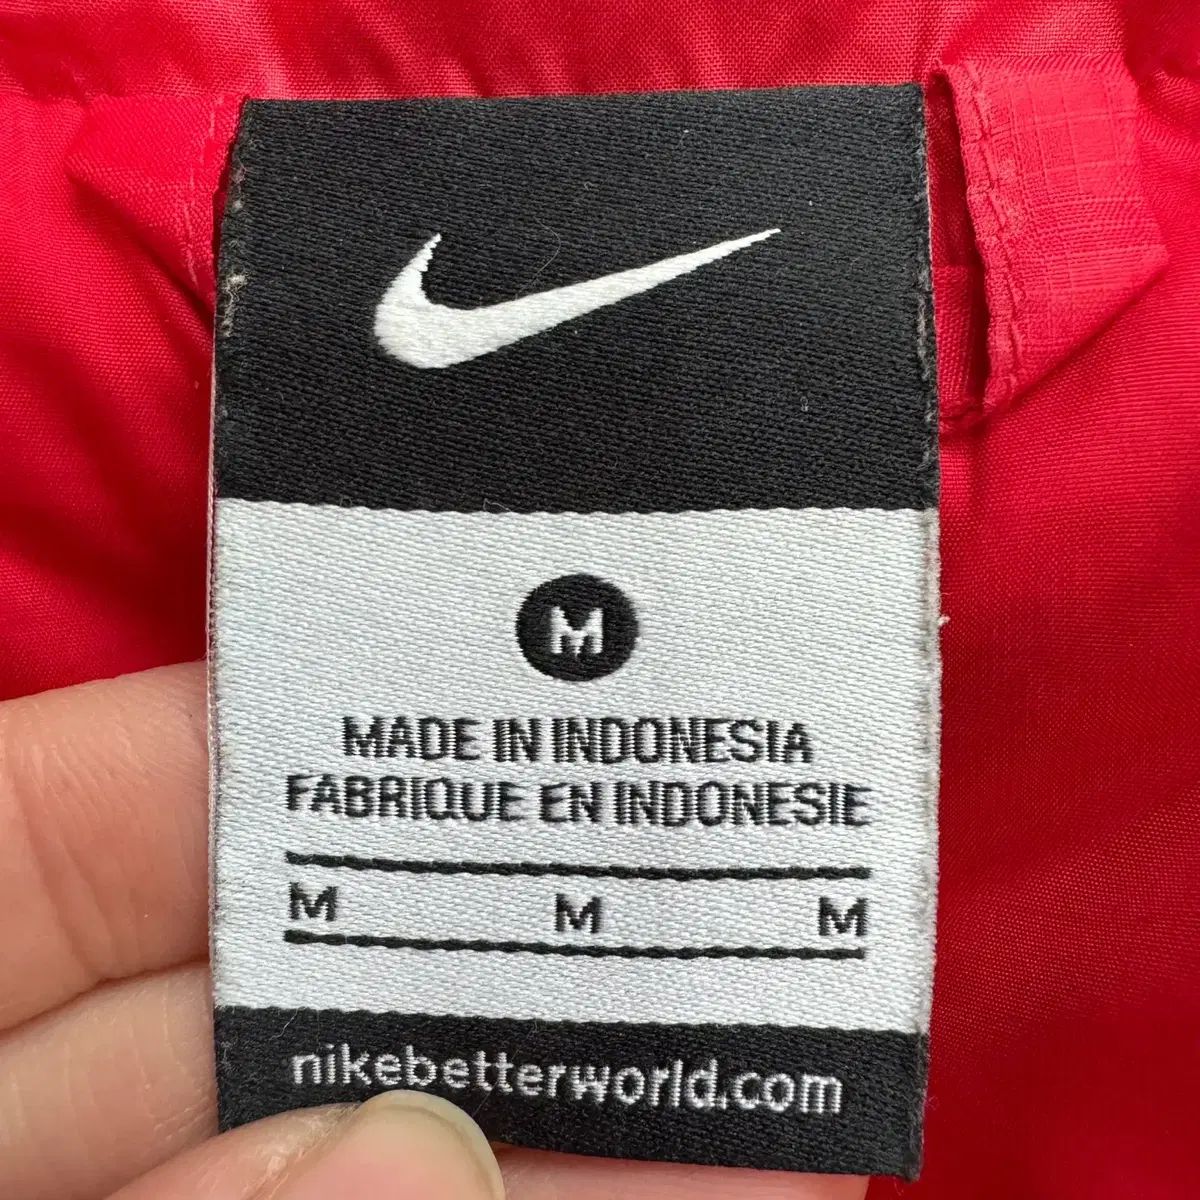 M
MADE IN INDONESIA
FABRIQUE EN INDONESIE
M M M
nikebetterworld.com